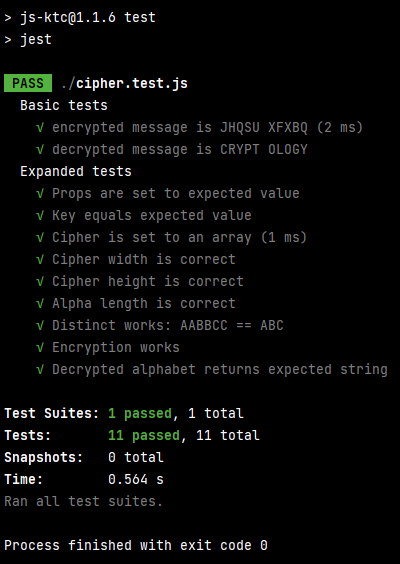 > js-ktc@1.1.6 test
> jest
PASS ./cipher.test.js
Basic tests
√ encrypted message is JHQSU XFXBQ (2 ms)
√ decrypted message is CRYPT OLOGY
Expanded tests
√ Props are set to expected value
√ Key equals expected value
√ Cipher is set to an array (1 ms)
√ Cipher width is correct
√ Cipher height is correct
√ Alpha length is correct
√ Distinct works: AABBCC == ABC
√ Encryption works
√ Decrypted alphabet returns expected string
Test Suites: 1 passed, 1 total
Tests: 11 passed, 11 total
Snapshots: 0 total
Time: 0.564 s
Ran all test suites.
Process finished with exit code 0